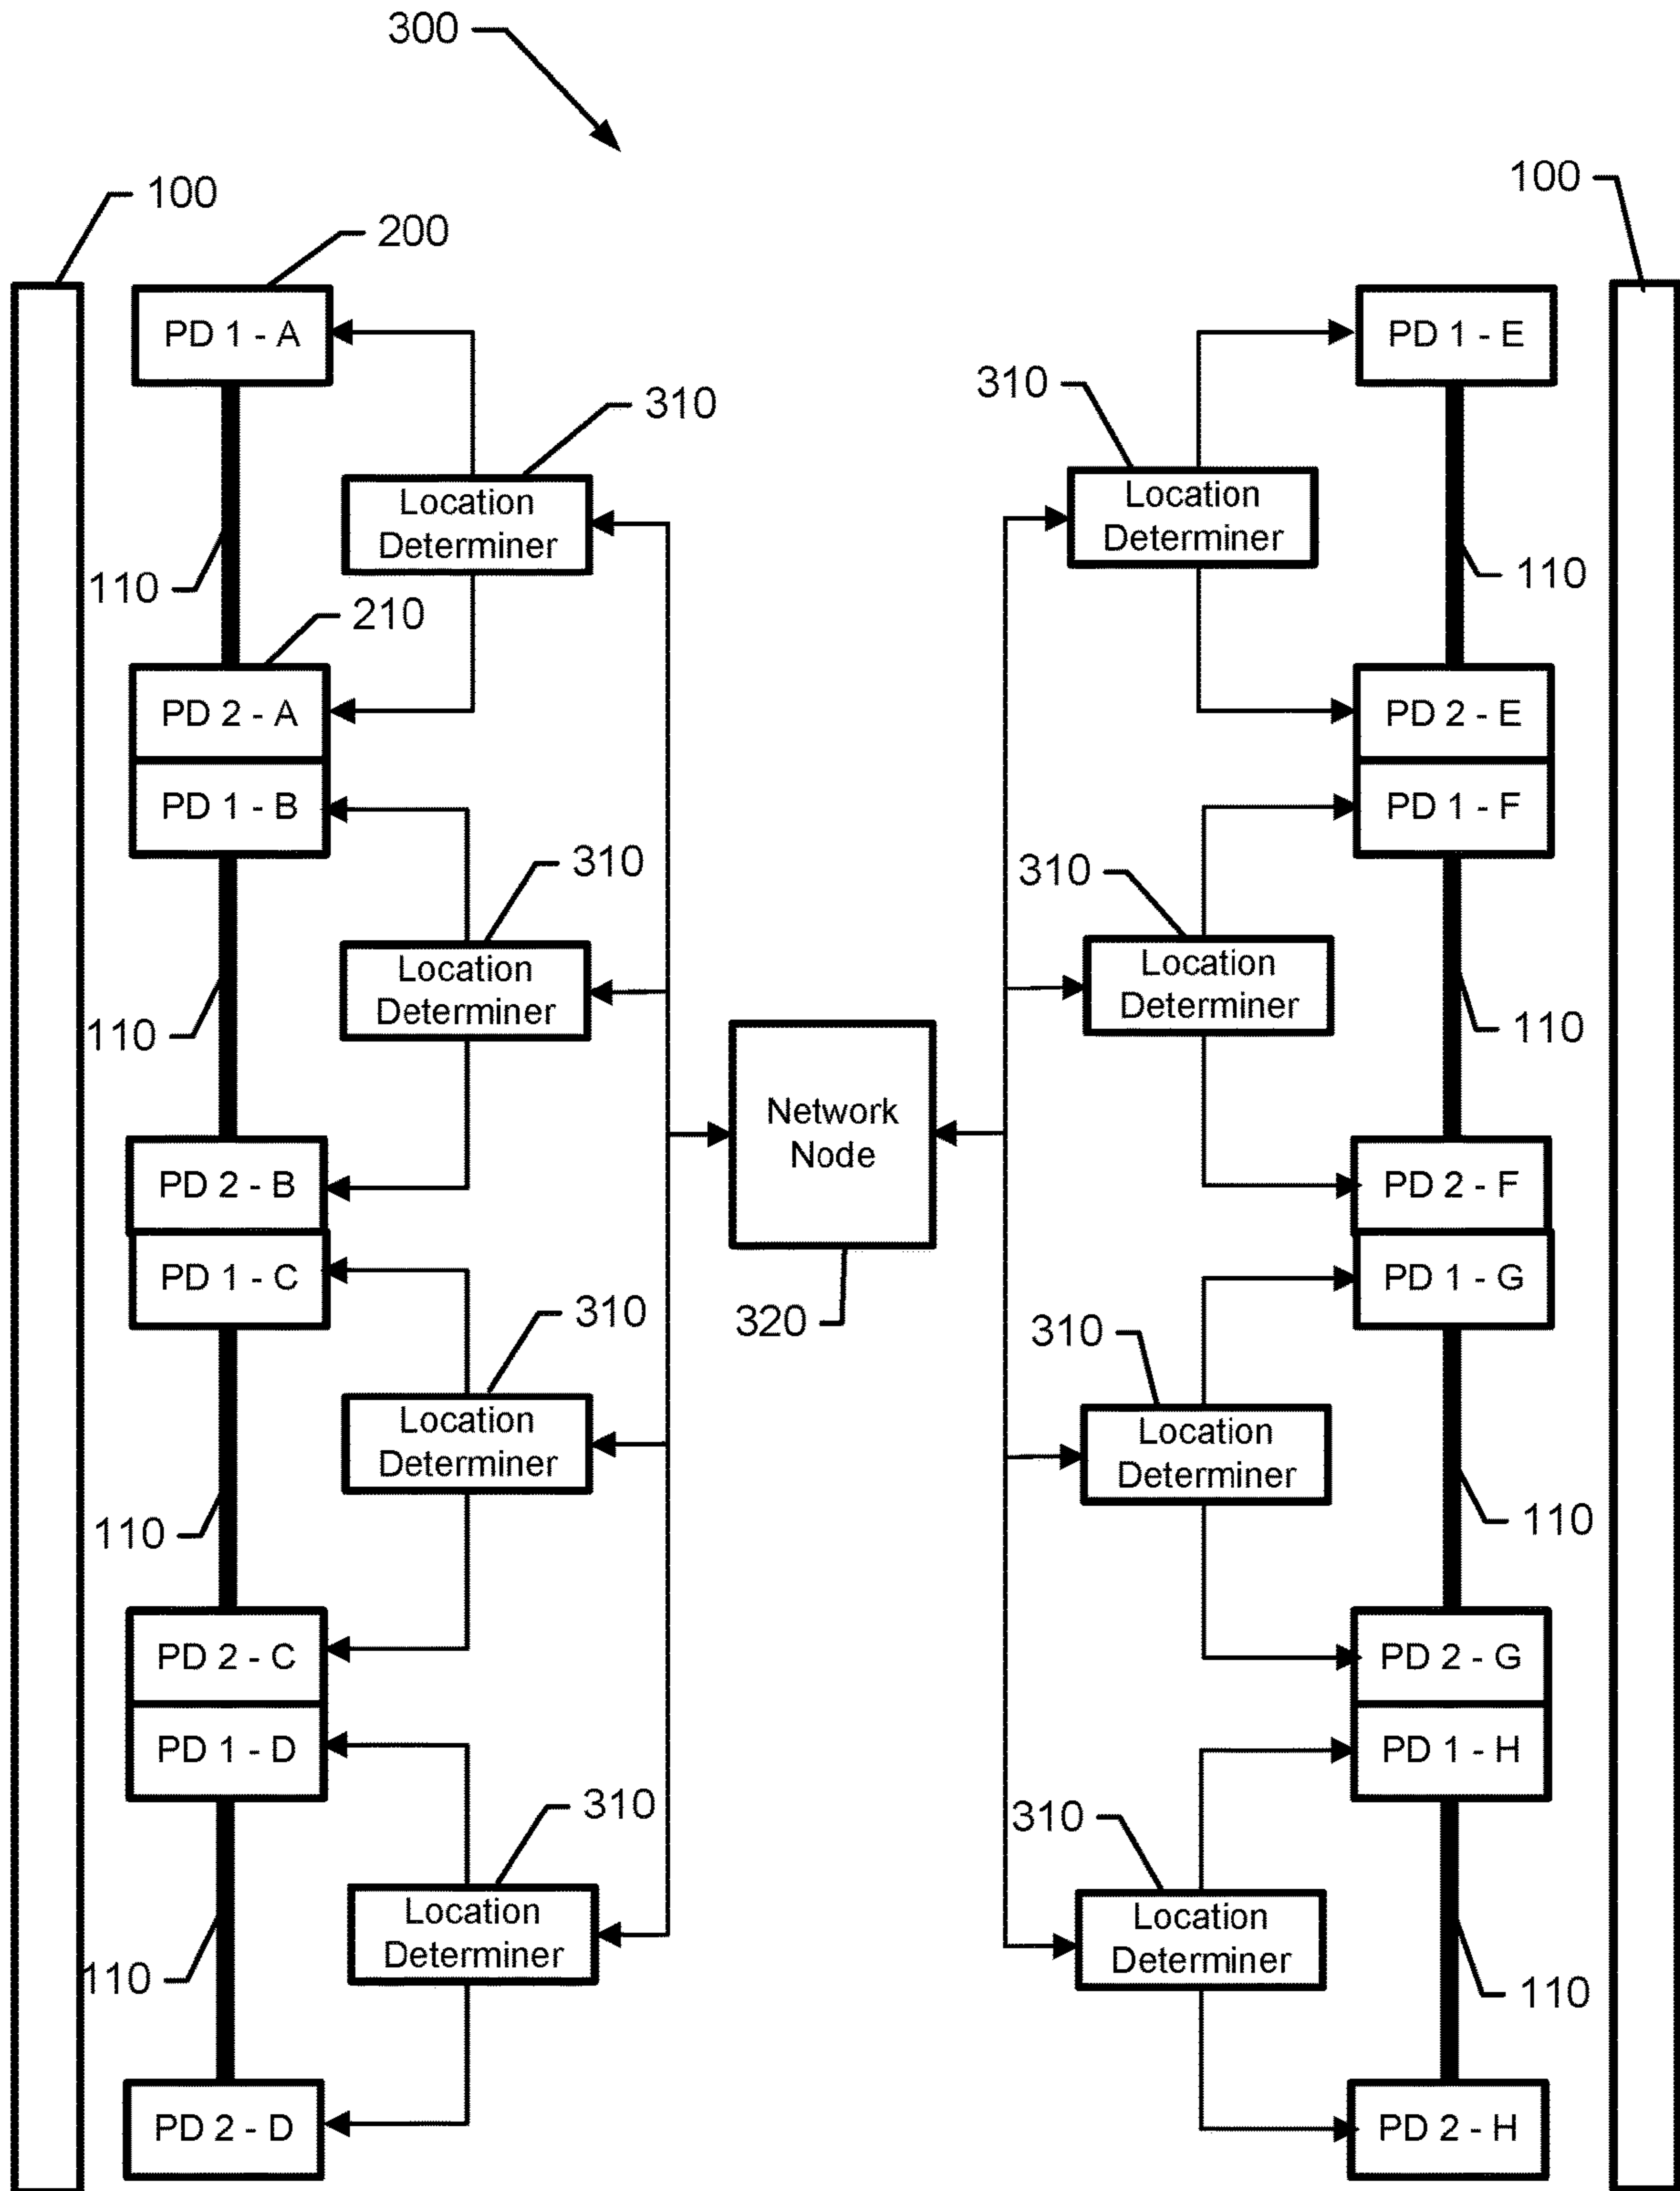 300
100
100
200
PD 1 - A
PD 1 - E
310
310
Location
Determiner
Location
Determiner
110
110
210
PD 2 - A
PD 2 - E
PD 1 - B
PD 1 - F
310
310
Location
Determiner
Location
Determiner
110
110
Network
Node
PD 2 - B
PD 2 - F
PD 1 - C
PD 1 - G
320
310
310
Location
Determiner
Location
Determiner
110
110
PD 2 - C
PD 2 - G
PD 1 - D
PD 1 - H
310
310
Location
Determiner
Location
Determiner
110
110
PD 2 - D
PD 2 - H